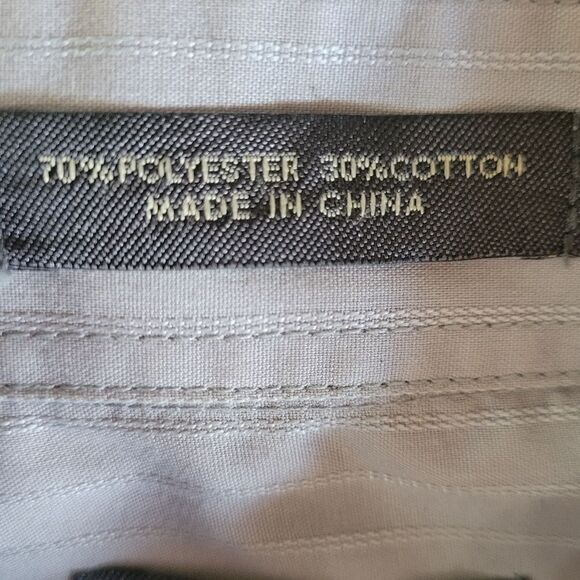 70% POLYESTER 30% COTTON
MADE IN CHINA